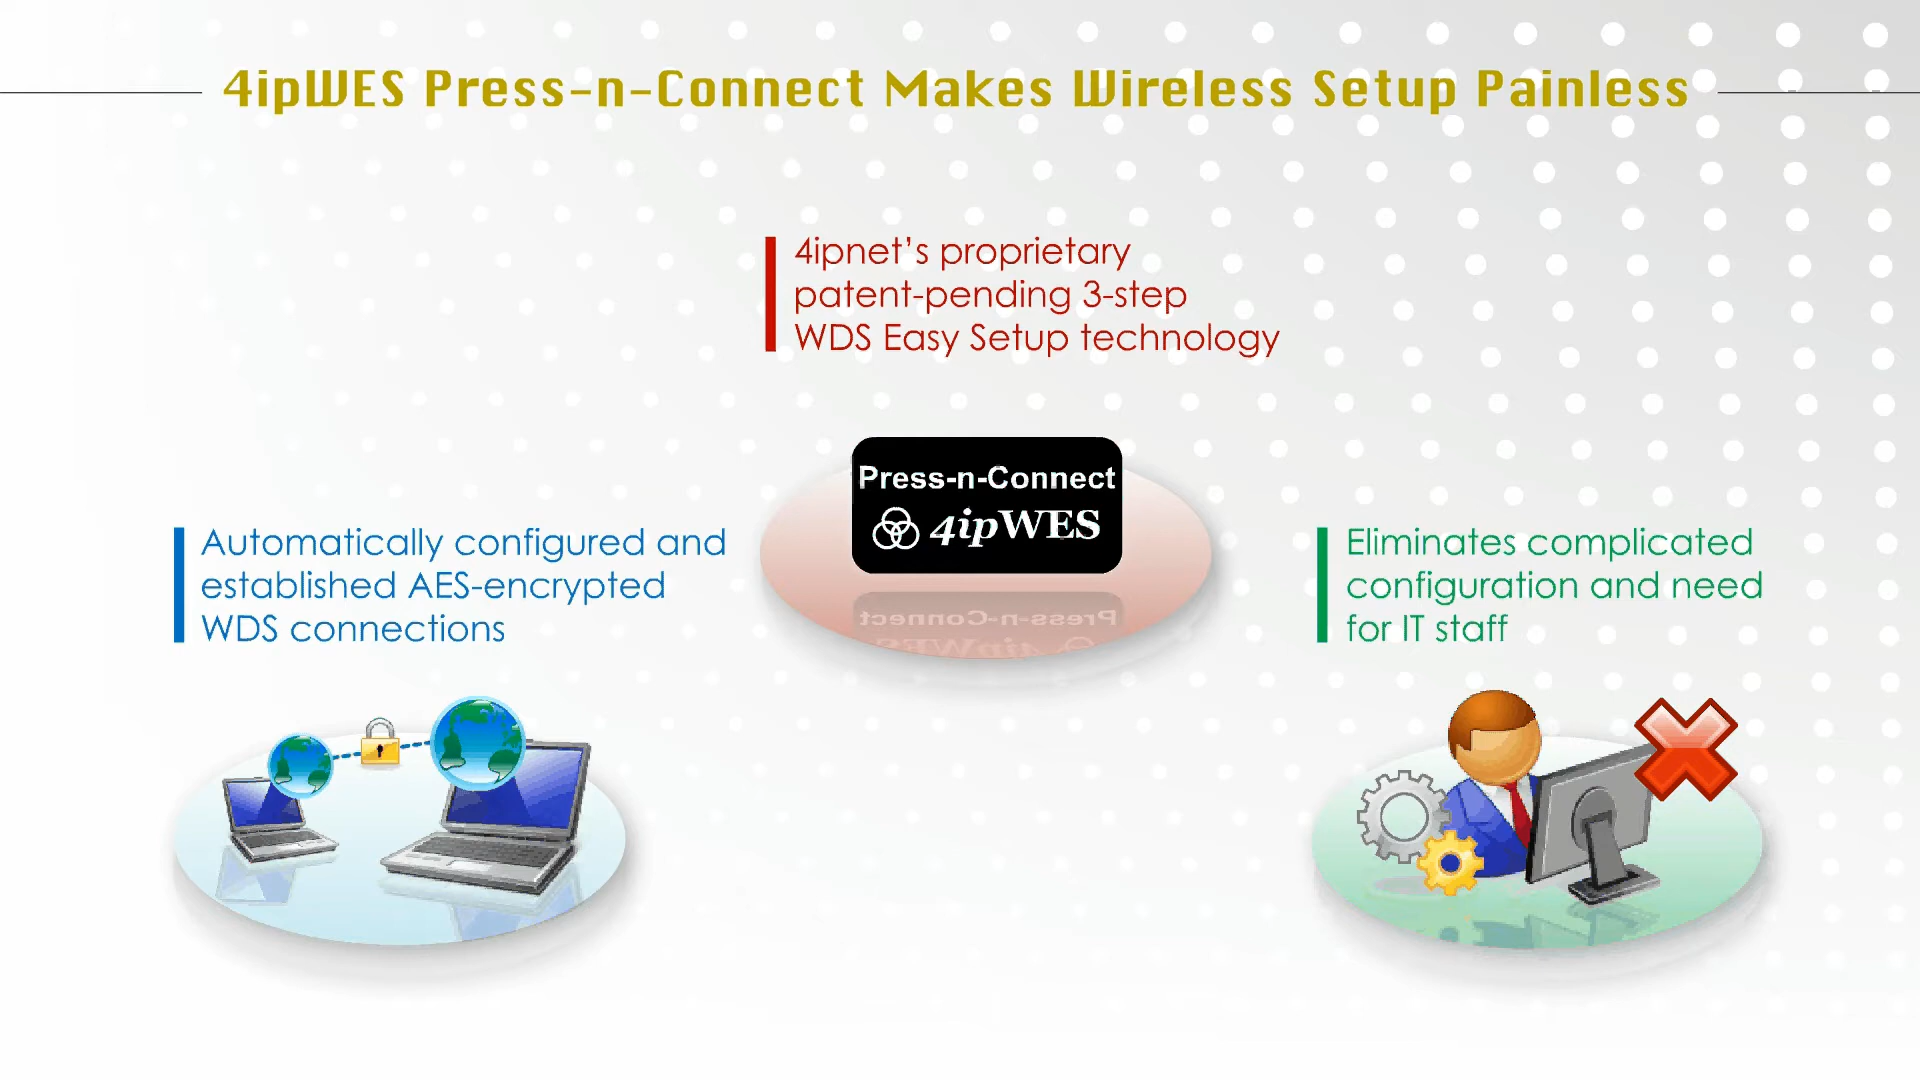 4ipWES Press-n-Connect Makes Wireless Setup Painless
4ipnet’s proprietary
patent-pending 3-step
WDS Easy Setup technology
Press-n-Connect
4ipWES
Automatically configured and
established AES-encrypted
WDS connections
Eliminates complicated
configuration and need
for IT staff